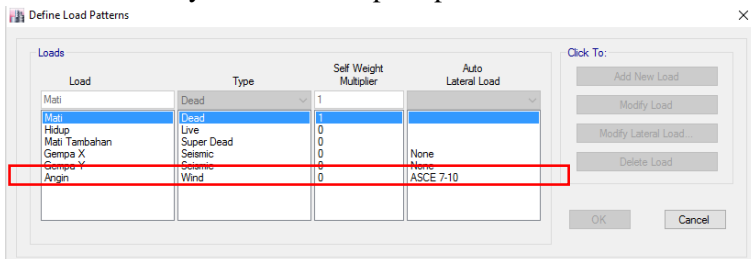 Define Load Patterns
Loads
Click To:
Load Type Self Weight Multiplier Auto Lateral Load
Mati Dead 1
Mati Dead 1
Hidup Live 0
Mati Tambahan Super Dead 0
Gempa X Seismic 0 None
Gempa Y Seismic 0 None
Angin Wind 0 ASCE 7-10
Add New Load
Modify Load
Modify Lateral Load...
Delete Load
OK Cancel